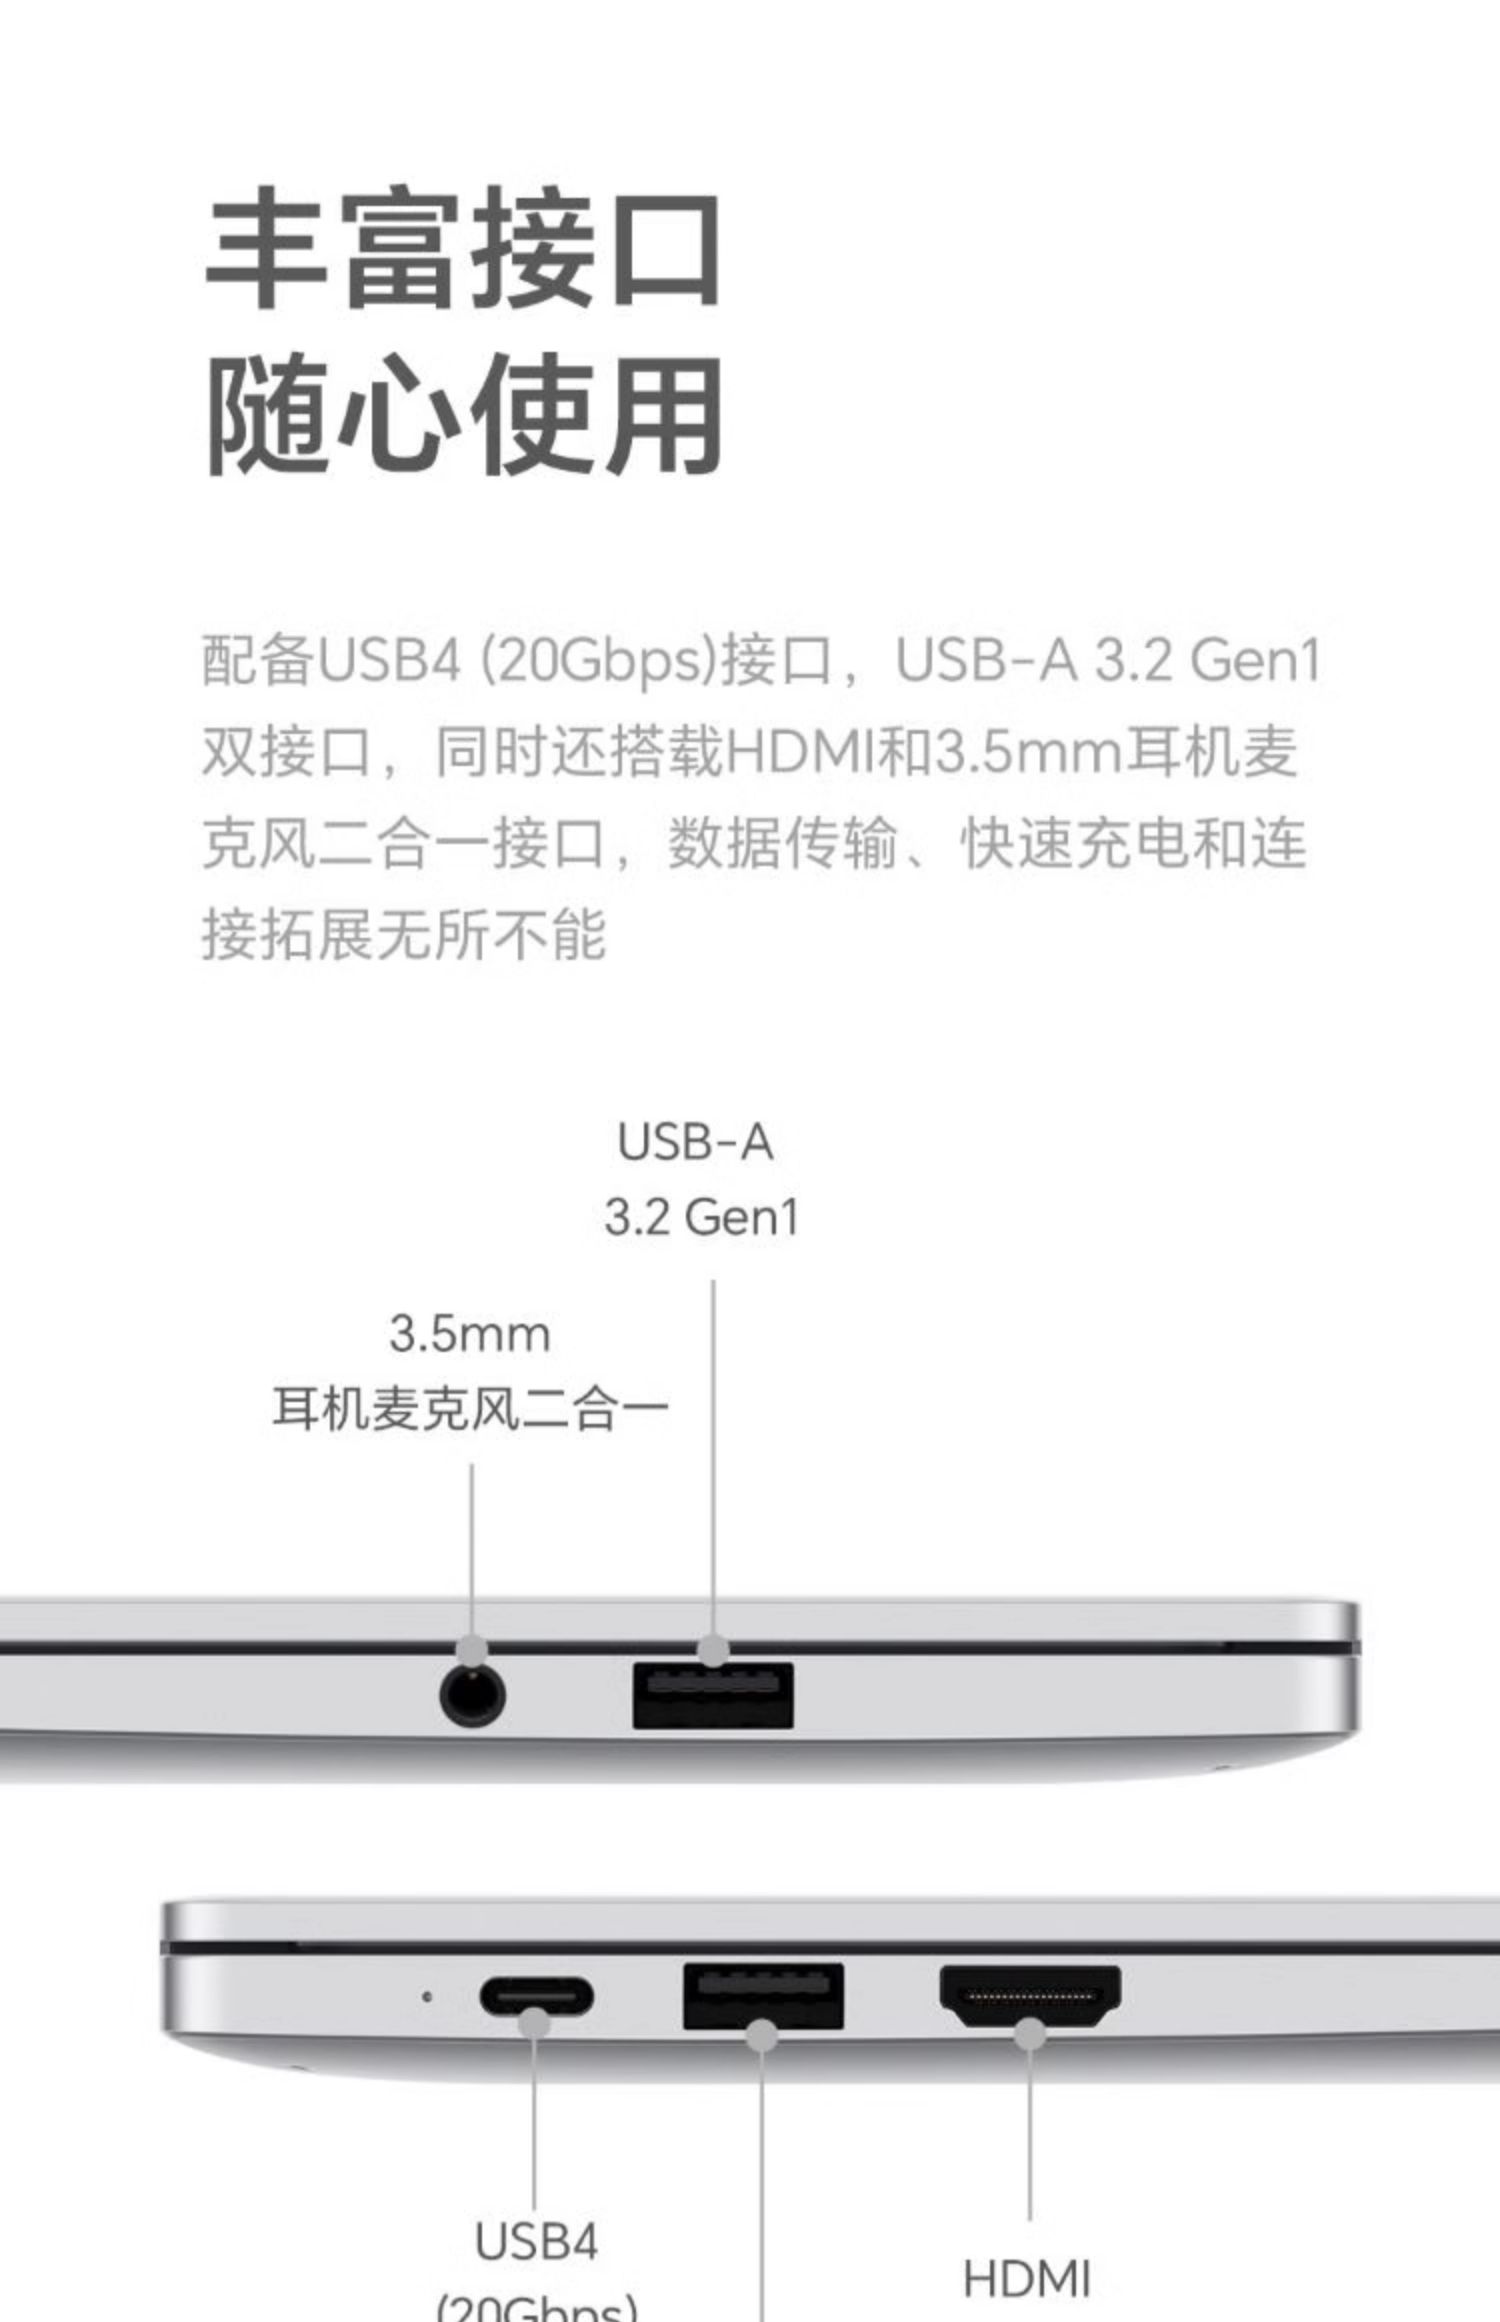 丰富接口
随心使用
配备USB4 (20Gbps)接口，USB-A 3.2 Gen1
双接口，同时还搭载HDMI和3.5mm耳机麦
克风二合一接口，数据传输、快速充电和连
接拓展无所不能
USB-A
3.2 Gen1
3.5mm
耳机麦克风二合一
USB4
(20Gbps)
HDMI